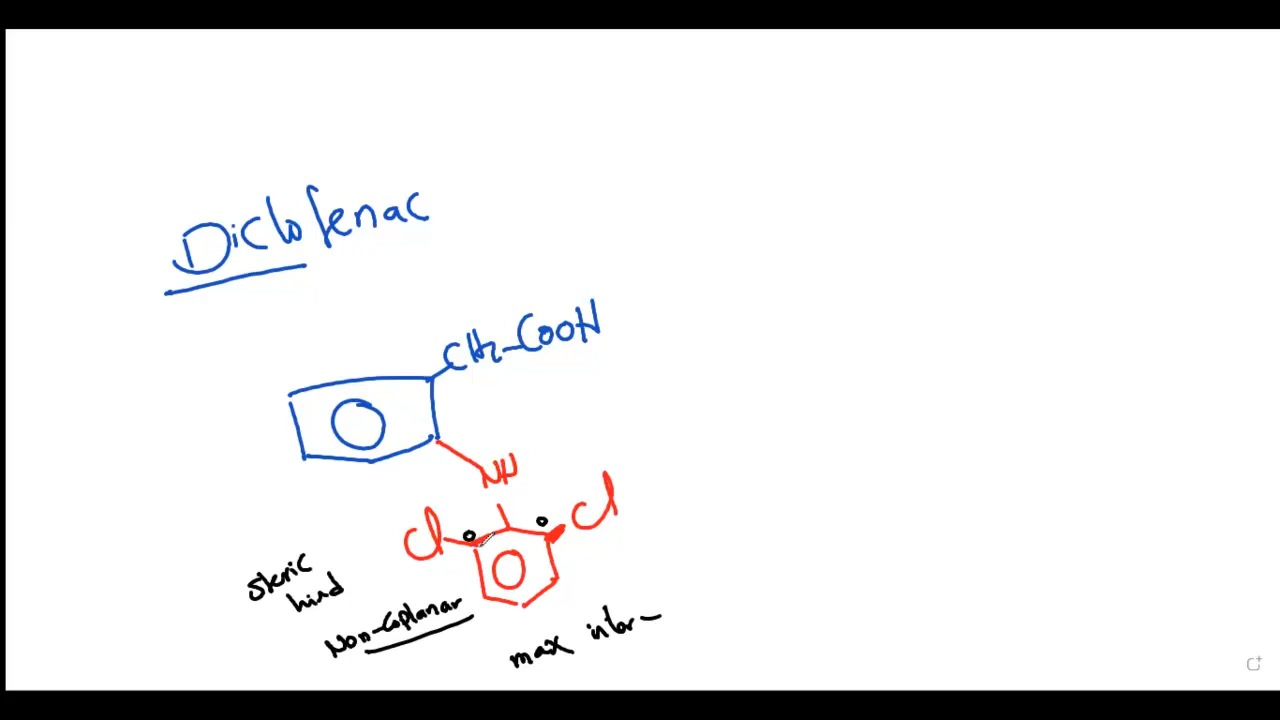 Diclofenac
CH2-COOH
NH
Cl
Cl
steric
hind
Non-Coplanar
max inter-